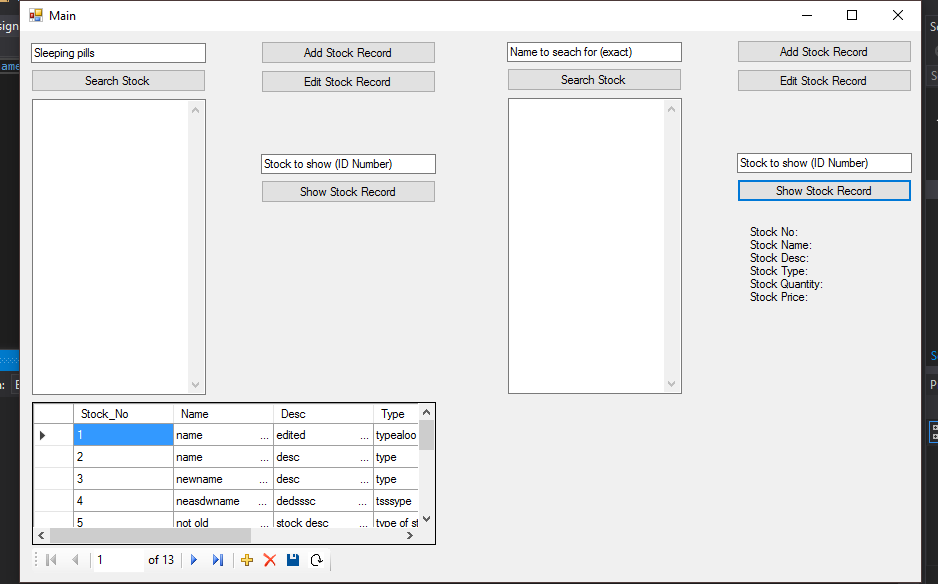 sign
Main
Sleeping pills
Search Stock
Add Stock Record
Edit Stock Record
Stock to show (ID Number)
Show Stock Record
Name to seach for (exact)
Search Stock
Add Stock Record
Edit Stock Record
Stock to show (ID Number)
Show Stock Record
Stock No:
Stock Name:
Stock Desc:
Stock Type:
Stock Quantity:
Stock Price:
Stock_No Name Desc Type
1 name ... edited ... typealoo
2 name ... desc ... type
3 newname ... desc ... type
4 neasdwname ... dedsssc ... tsssype
5 not old ... stock desc ... type of st
1 of 13